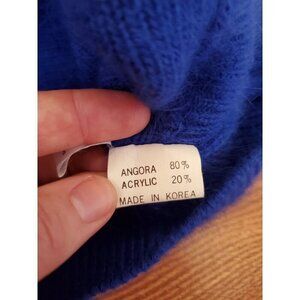 ANGORA 80%
ACRYLIC 20%
MADE IN KOREA